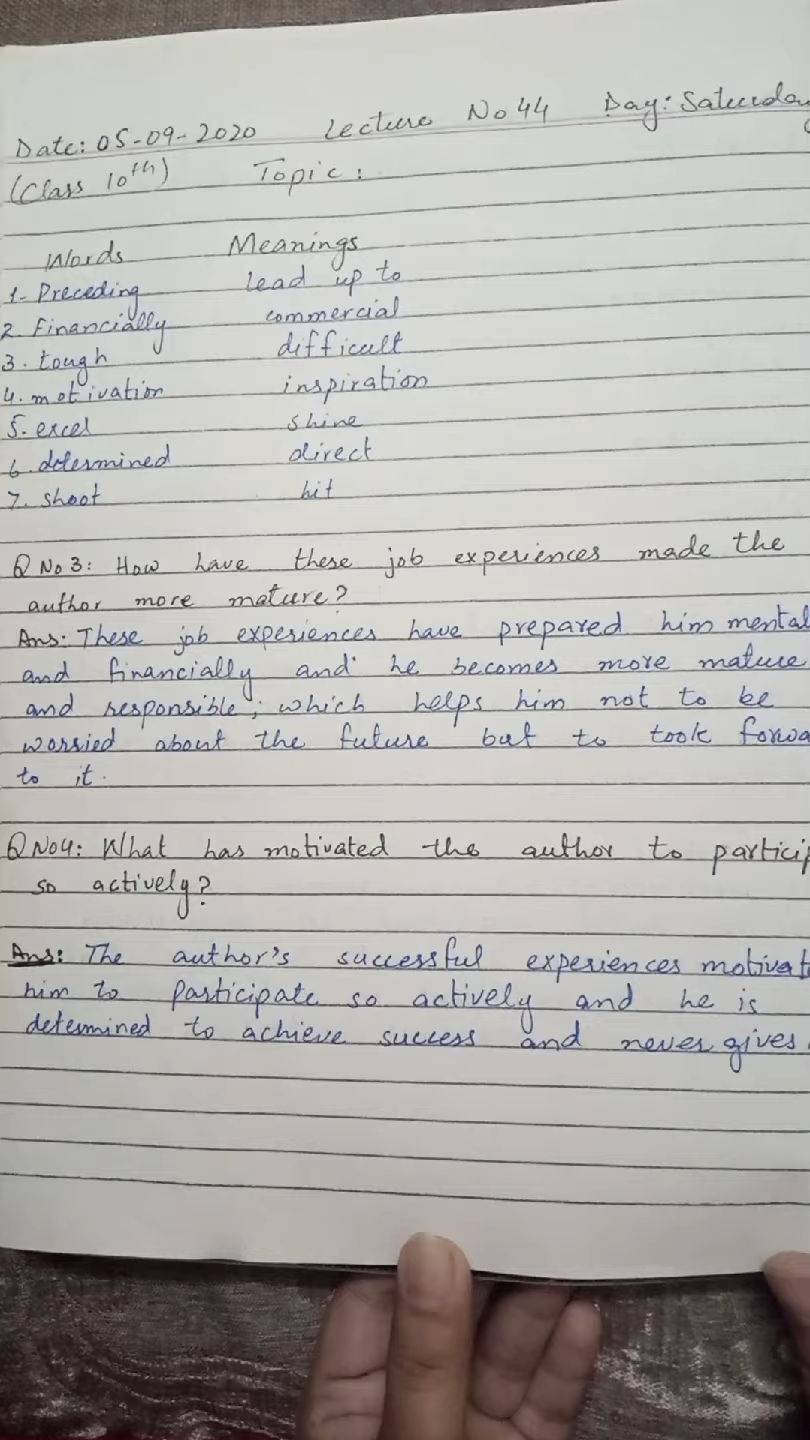 Date: 05-09-2020 Lecture No 44 Day: Saturday
(Class 10th) Topic:
Words Meanings
1- Preceding lead up to
2. Financially commercial
3. tough difficult
4. motivation inspiration
5. excel shine
6. determined direct
7. shoot hit
Q No 3: How have these job experiences made the
author more mature?
Ans: These job experiences have prepared him mental
and financially and he becomes more mature
and responsible, which helps him not to be
worried about the future but to took forwa
to it.
Q No 4: What has motivated the author to particip
so actively?
Ans: The author's successful experiences motivat
him to participate so actively and he is
determined to achieve success and never gives